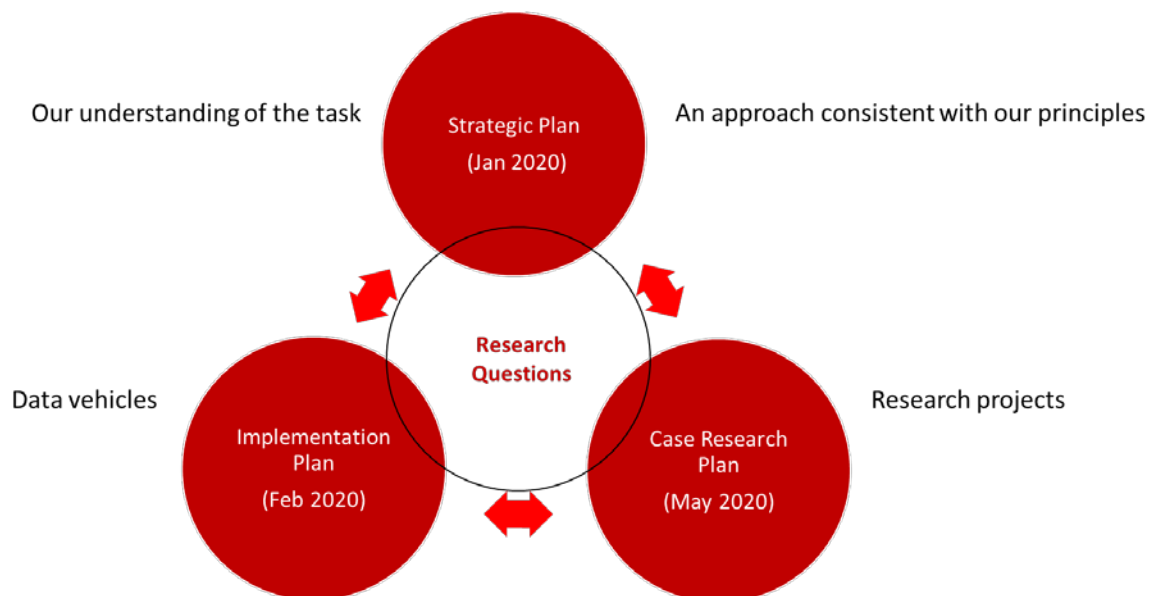 Our understanding of the task
Strategic Plan
(Jan 2020)
An approach consistent with our principles
Research
Questions
Data vehicles
Implementation
Plan
(Feb 2020)
Case Research
Plan
(May 2020)
Research projects